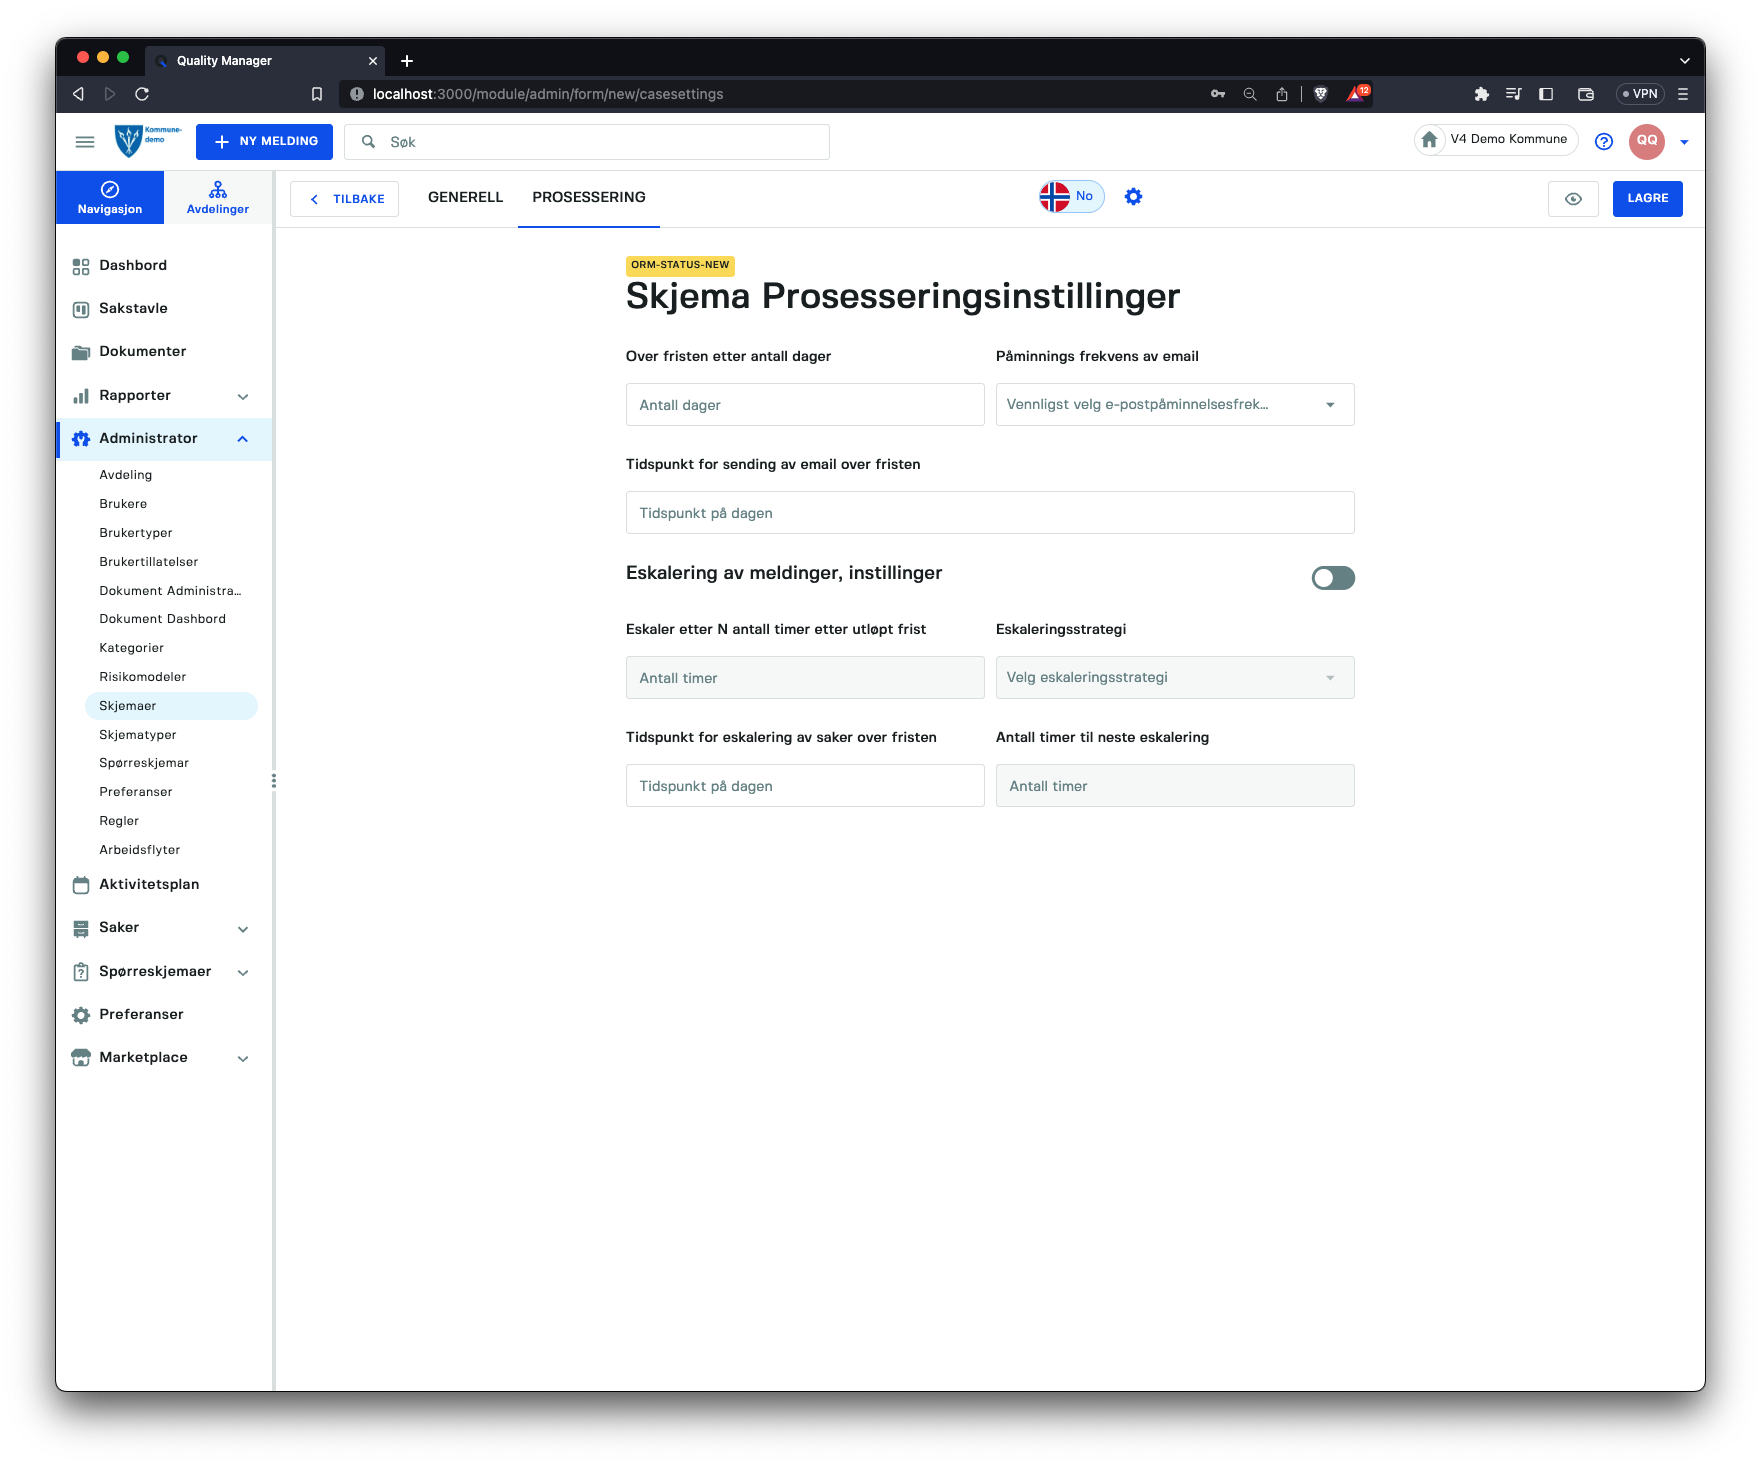 Quality Manager
localhost:3000/module/admin/form/new/casesettings
12
VPN
Kommune-
demo
NY MELDING
Søk
V4 Demo Kommune
QQ
Navigasjon
Avdelinger
TILBAKE
GENERELL
PROSESSERING
No
LAGRE
Dashbord
Sakstavle
Dokumenter
Rapporter
Administrator
Avdeling
Brukere
Brukertyper
Brukertillatelser
Dokument Administra...
Dokument Dashbord
Kategorier
Risikomodeler
Skjemaer
Skjematyper
Spørreskjemar
Preferanser
Regler
Arbeidsflyter
Aktivitetsplan
Saker
Spørreskjemaer
Preferanser
Marketplace
ORM-STATUS-NEW
Skjema Prosesseringsinstillinger
Over fristen etter antall dager
Påminnings frekvens av email
Antall dager
Vennligst velg e-postpåminnelsesfrek...
Tidspunkt for sending av email over fristen
Tidspunkt på dagen
Eskalering av meldinger, instillinger
Eskaler etter N antall timer etter utløpt frist
Eskaleringsstrategi
Antall timer
Velg eskaleringsstrategi
Tidspunkt for eskalering av saker over fristen
Antall timer til neste eskalering
Tidspunkt på dagen
Antall timer